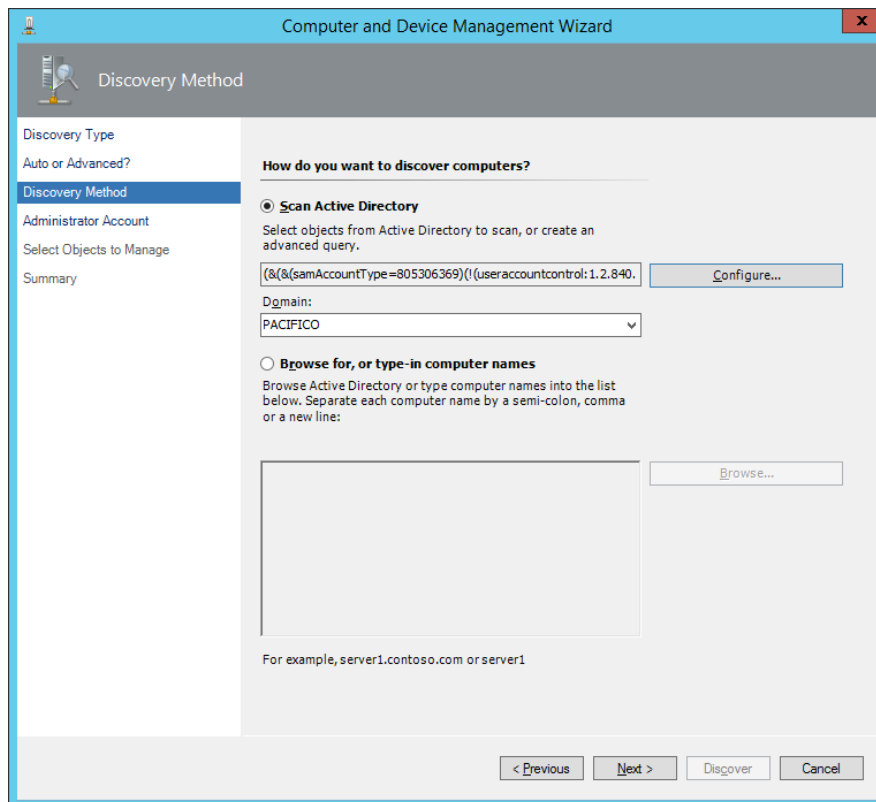 Computer and Device Management Wizard
x
Discovery Method
Discovery Type
Auto or Advanced?
Discovery Method
Administrator Account
Select Objects to Manage
Summary
How do you want to discover computers?
Scan Active Directory
Select objects from Active Directory to scan, or create an
advanced query.
(&(&(samAccountType=805306369)(!(useraccountcontrol:1.2.840.
Configure...
Domain:
PACIFICO
Browse for, or type-in computer names
Browse Active Directory or type computer names into the list
below. Separate each computer name by a semi-colon, comma
or a new line:
Browse...
For example, server1.contoso.com or server1
< Previous
Next >
Discover
Cancel